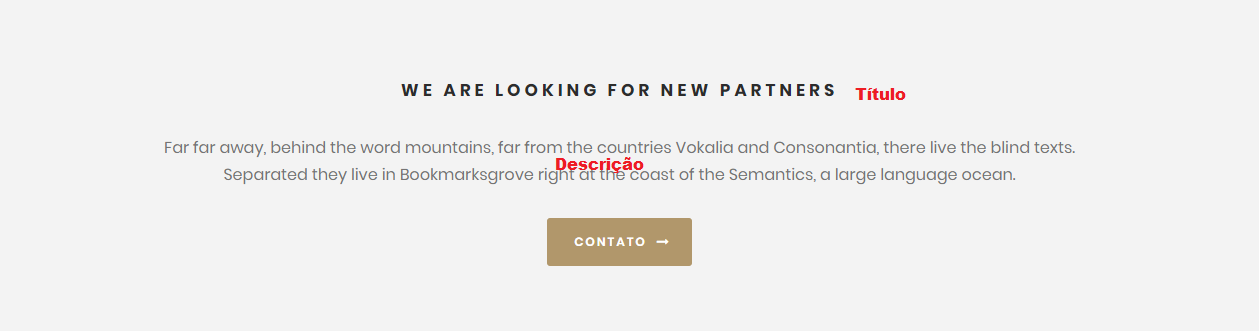 WE ARE LOOKING FOR NEW PARTNERS
Título
Far far away, behind the word mountains, far from the countries Vokalia and Consonantia, there live the blind texts.
Descrição
Separated they live in Bookmarksgrove right at the coast of the Semantics, a large language ocean.
CONTATO